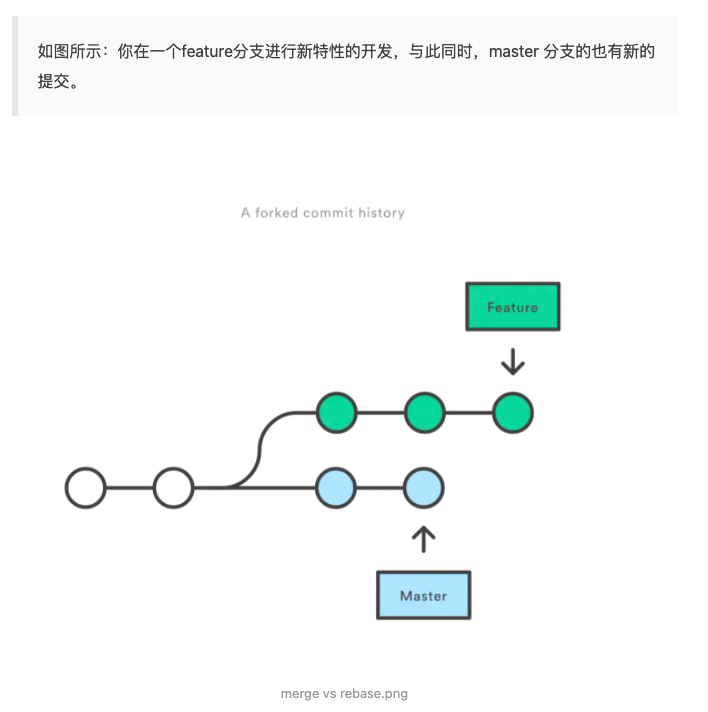 如图所示：你在一个feature分支进行新特性的开发，与此同时，master 分支的也有新的
提交。
A forked commit history
Feature
Master
merge vs rebase.png